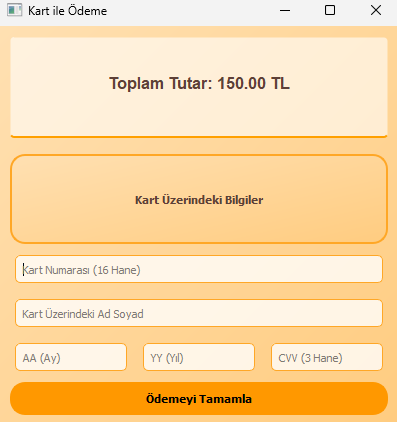 Kart ile Ödeme
Toplam Tutar: 150.00 TL
Kart Üzerindeki Bilgiler
Kart Numarası (16 Hane)
Kart Üzerindeki Ad Soyad
AA (Ay) YY (Yıl) CVV (3 Hane)
Ödemeyi Tamamla